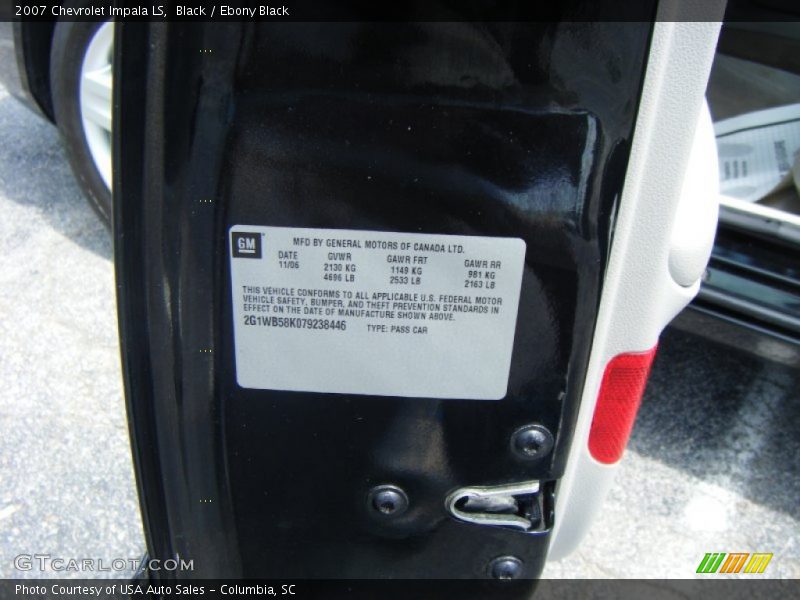 2007 Chevrolet Impala LS,  Black / Ebony Black
GM
MFD BY GENERAL MOTORS OF CANADA LTD.
DATE GVWR GAWR FRT GAWR RR
11/06 2130 KG 1149 KG 981 KG
4696 LB 2533 LB 2163 LB
THIS VEHICLE CONFORMS TO ALL APPLICABLE U.S. FEDERAL MOTOR
VEHICLE SAFETY, BUMPER, AND THEFT PREVENTION STANDARDS IN
EFFECT ON THE DATE OF MANUFACTURE SHOWN ABOVE.
2G1WB58K079238446 TYPE: PASS CAR
GTcarlot.com
Photo Courtesy of USA Auto Sales - Columbia, SC